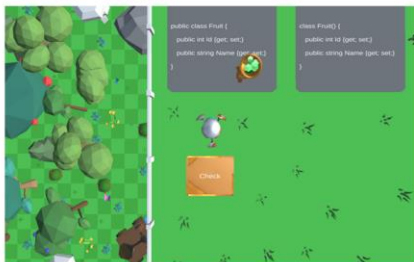 public class Fruit {
public int Id {get; set;}
public string Name {get; set;}
}
class Fruit() {
public int Id {get; set;}
public string Name {get; set;}
}
Check